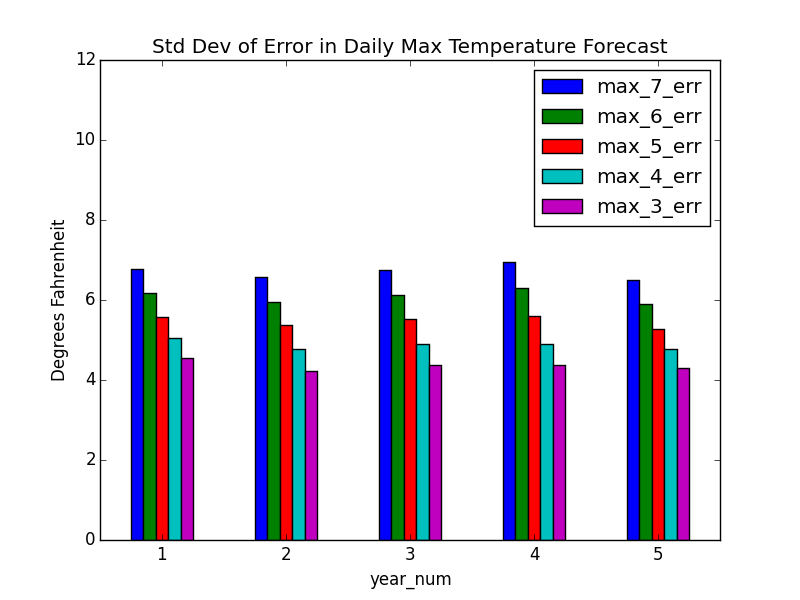 Std Dev of Error in Daily Max Temperature Forecast
12
10
8
6
4
2
0
Degrees Fahrenheit
max_7_err
max_6_err
max_5_err
max_4_err
max_3_err
1 2 3 4 5
year_num